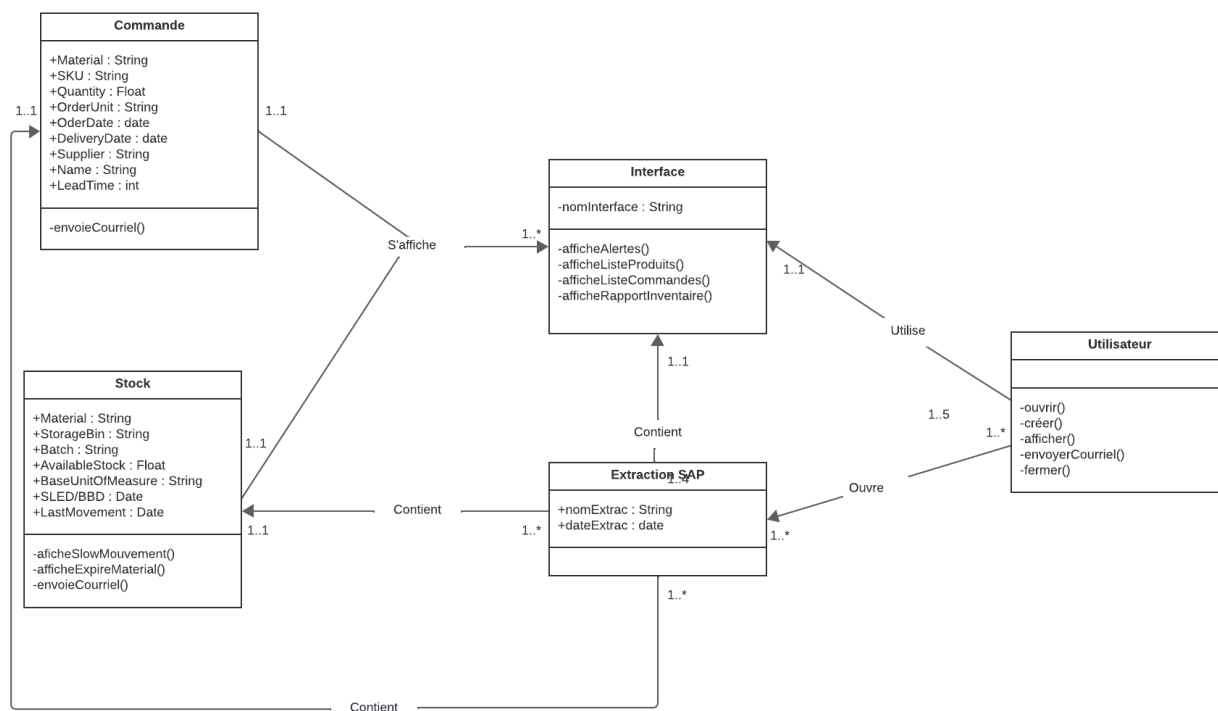 Commande
+Material : String
+SKU : String
+Quantity : Float
+OrderUnit : String
+OderDate : date
+DeliveryDate : date
+Supplier : String
+Name : String
+LeadTime : int
-envoieCourriel()
1..1
1..1
S'affiche
1..*
Interface
-nomInterface : String
-afficheAlertes()
-afficheListeProduits()
-afficheListeCommandes()
-afficheRapportInventaire()
1..1
Utilise
1..1
Utilisateur
-ouvrir()
-créer()
-afficher()
-envoyerCourriel()
-fermer()
1..5
1..*
Stock
+Material : String
+StorageBin : String
+Batch : String
+AvailableStock : Float
+BaseUnitOfMeasure : String
+SLED/BBD : Date
+LastMovement : Date
-aficheSlowMouvement()
-afficheExpireMaterial()
-envoieCourriel()
1..1
1..1
Contient
1..*
Contient
Extraction SAP
1..4
+nomExtrac : String
+dateExtrac : date
Ouvre
1..*
1..*
Contient